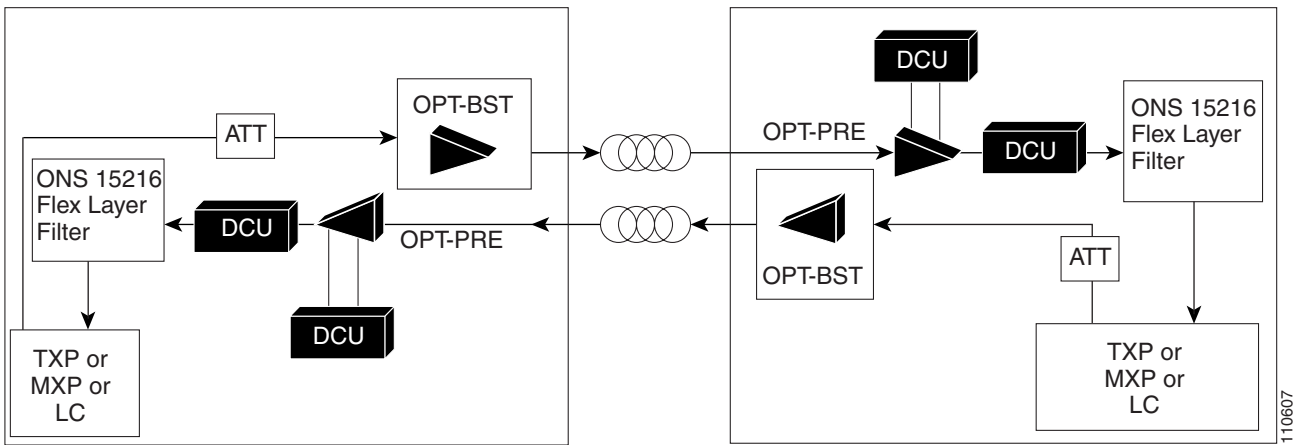 ATT
OPT-BST
ONS 15216
Flex Layer
Filter
DCU
OPT-PRE
DCU
TXP or
MXP or
LC
DCU
OPT-PRE
DCU
ONS 15216
Flex Layer
Filter
OPT-BST
ATT
TXP or
MXP or
LC
110607